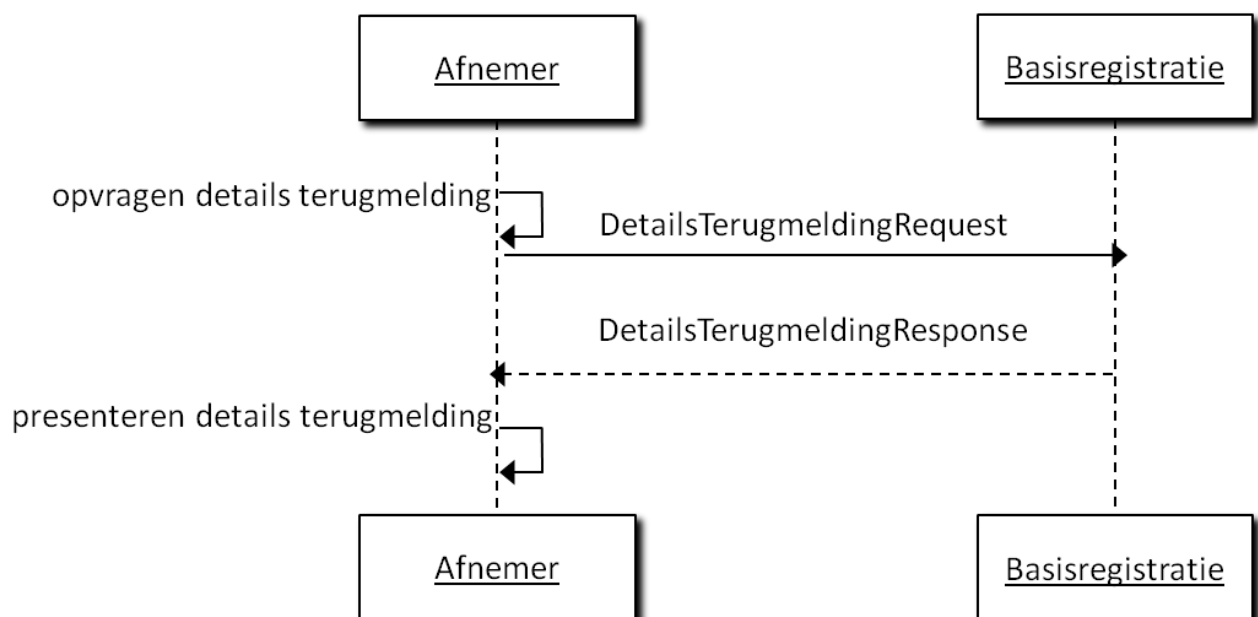 Afnemer
Basisregistratie
opvragen details terugmelding
DetailsTerugmeldingRequest
DetailsTerugmeldingResponse
presenteren details terugmelding
Afnemer
Basisregistratie